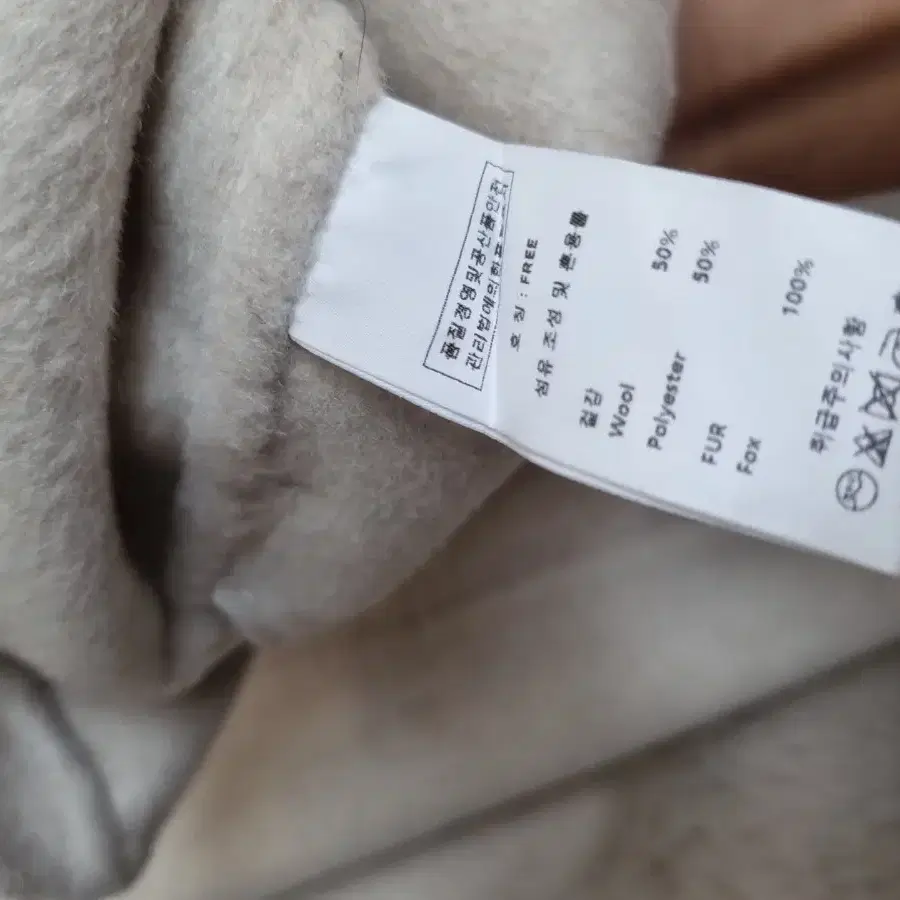 품질경영및공산품안전
관리법에의한표
호칭 : FREE
섬유 조성 및 혼용률
겉감
Wool 50%
Polyester 50%
FUR
Fox 100%
취급주의사항